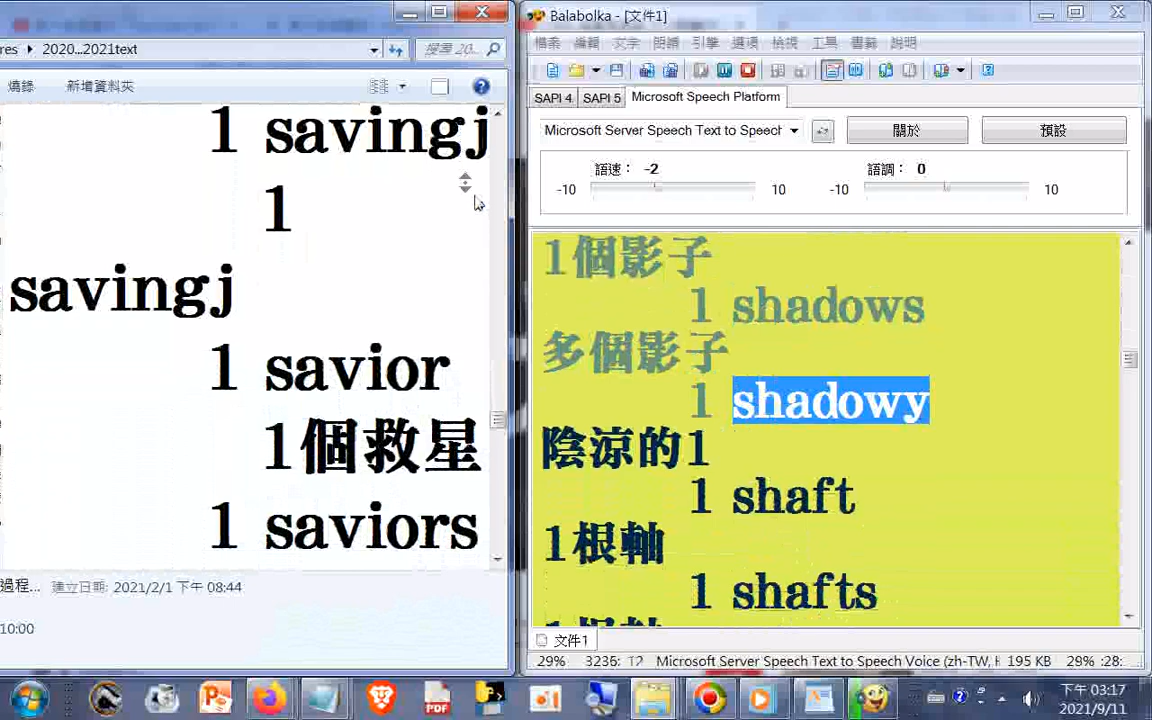 res ▸ 2020...2021text
搜尋 20...
燒錄 新增資料夾
1 savingj
1
savingj
1 savior
1個救星
1 saviors
過程... 建立日期: 2021/2/1 下午 08:44
10:00
Balabolka - [文件1]
檔案 編輯 文字 朗讀 引擎 選項 檢視 工具 書籤 說明
SAPI 4 SAPI 5 Microsoft Speech Platform
Microsoft Server Speech Text to Speech 關於 預設
語速: -2 語調: 0
-10 10 -10 10
1個影子
1 shadows
多個影子
1 shadowy
陰涼的1
1 shaft
1根軸
1 shafts
文件1
29% 3236: 12 Microsoft Server Speech Text to Speech Voice (zh-TW, H 195 KB 29% :28:
PDF
下午 03:17
2021/9/11